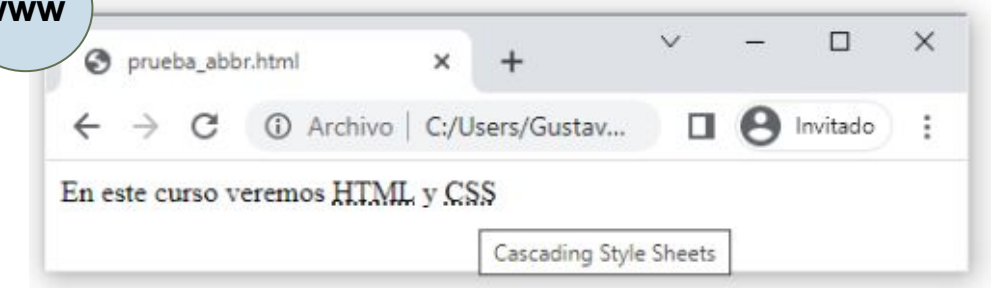 www
prueba_abbr.html
Archivo | C:/Users/Gustav... Invitado
En este curso veremos HTML y CSS
Cascading Style Sheets